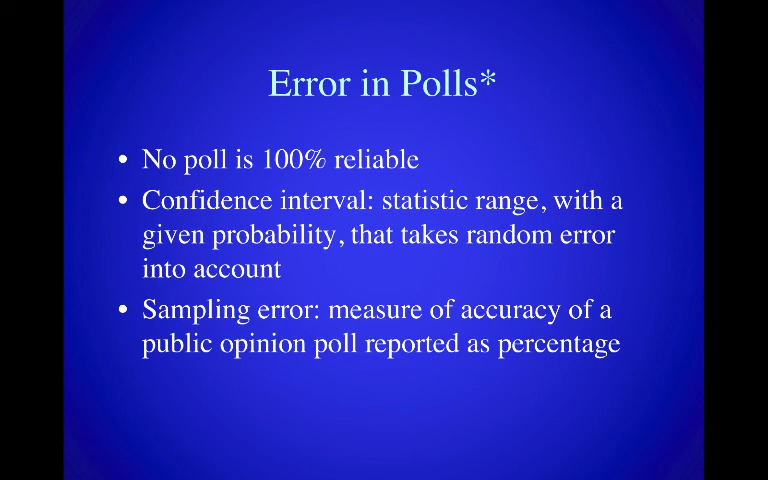 Error in Polls*
• No poll is 100% reliable
• Confidence interval: statistic range, with a
given probability, that takes random error
into account
• Sampling error: measure of accuracy of a
public opinion poll reported as percentage